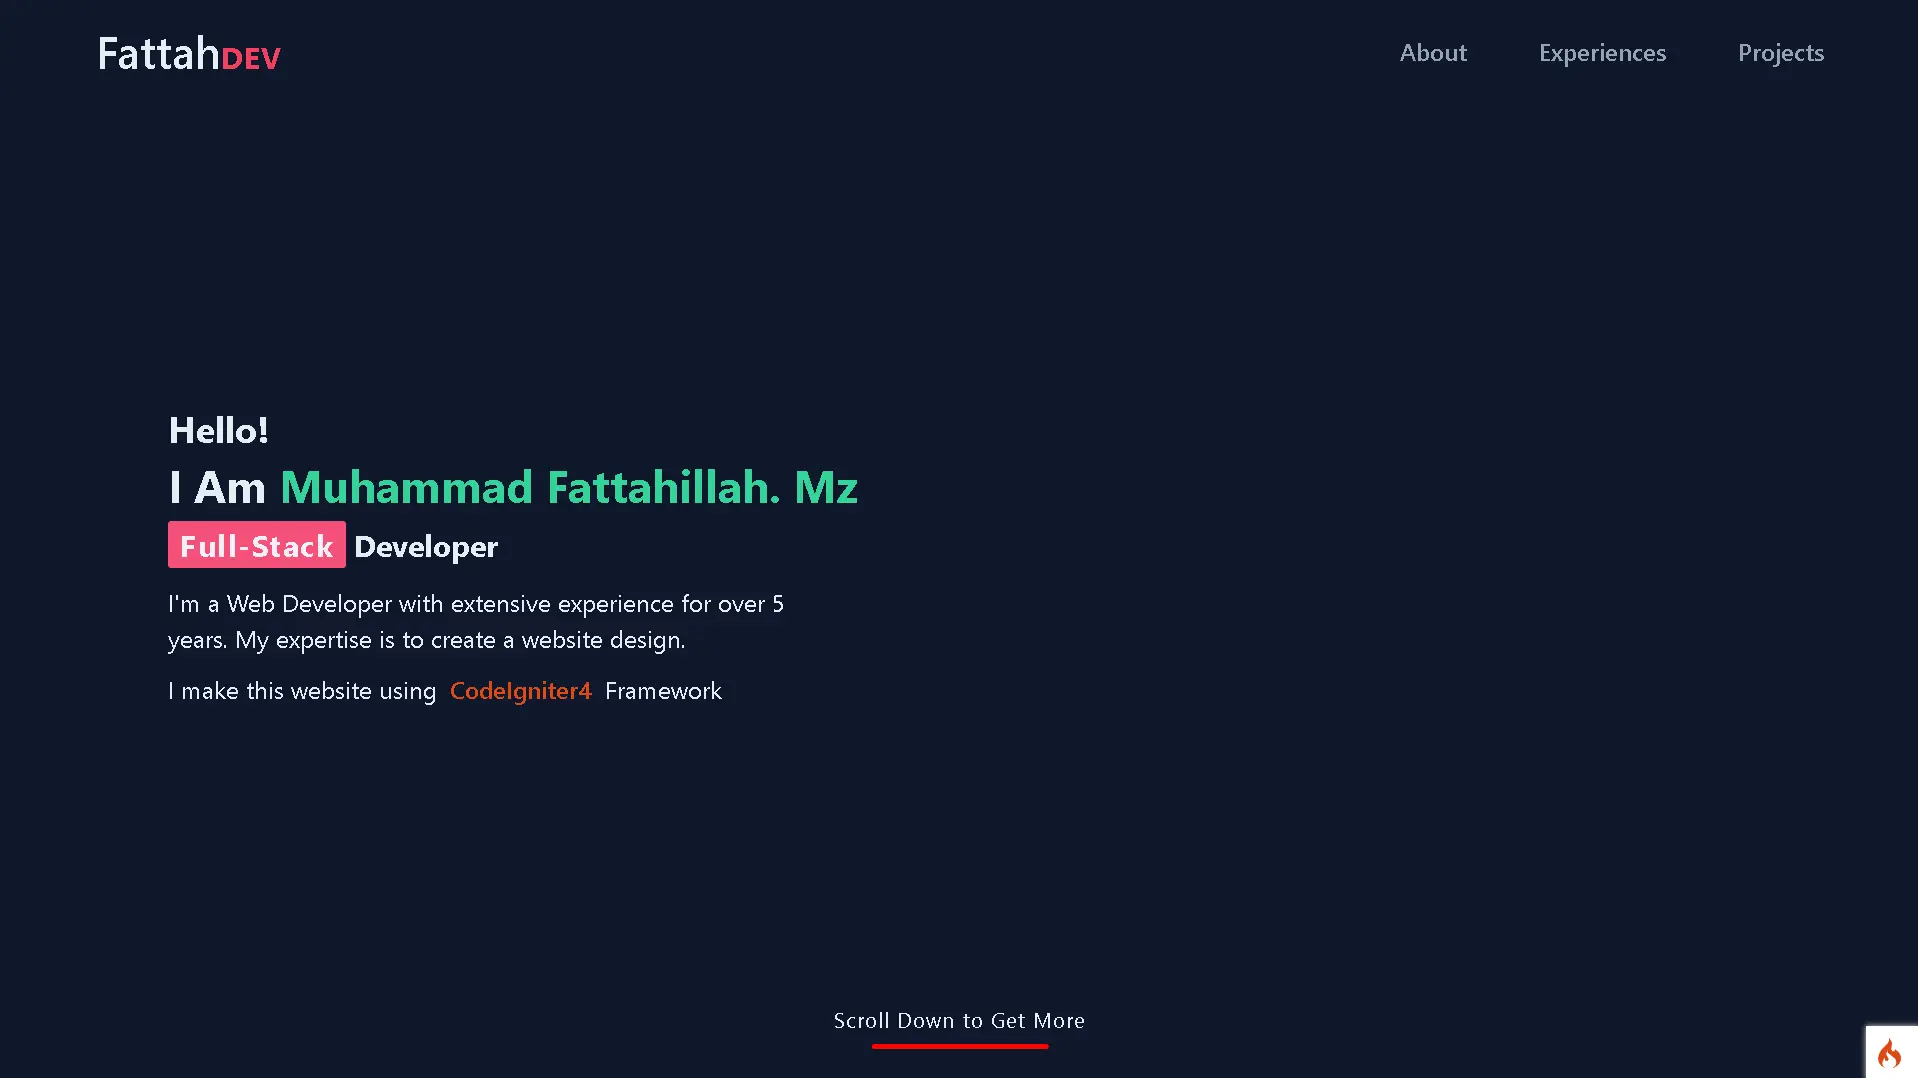 FattahDEV
About Experiences Projects
Hello!
I Am Muhammad Fattahillah. Mz
Full-Stack Developer
I'm a Web Developer with extensive experience for over 5
years. My expertise is to create a website design.
I make this website using CodeIgniter4 Framework
Scroll Down to Get More